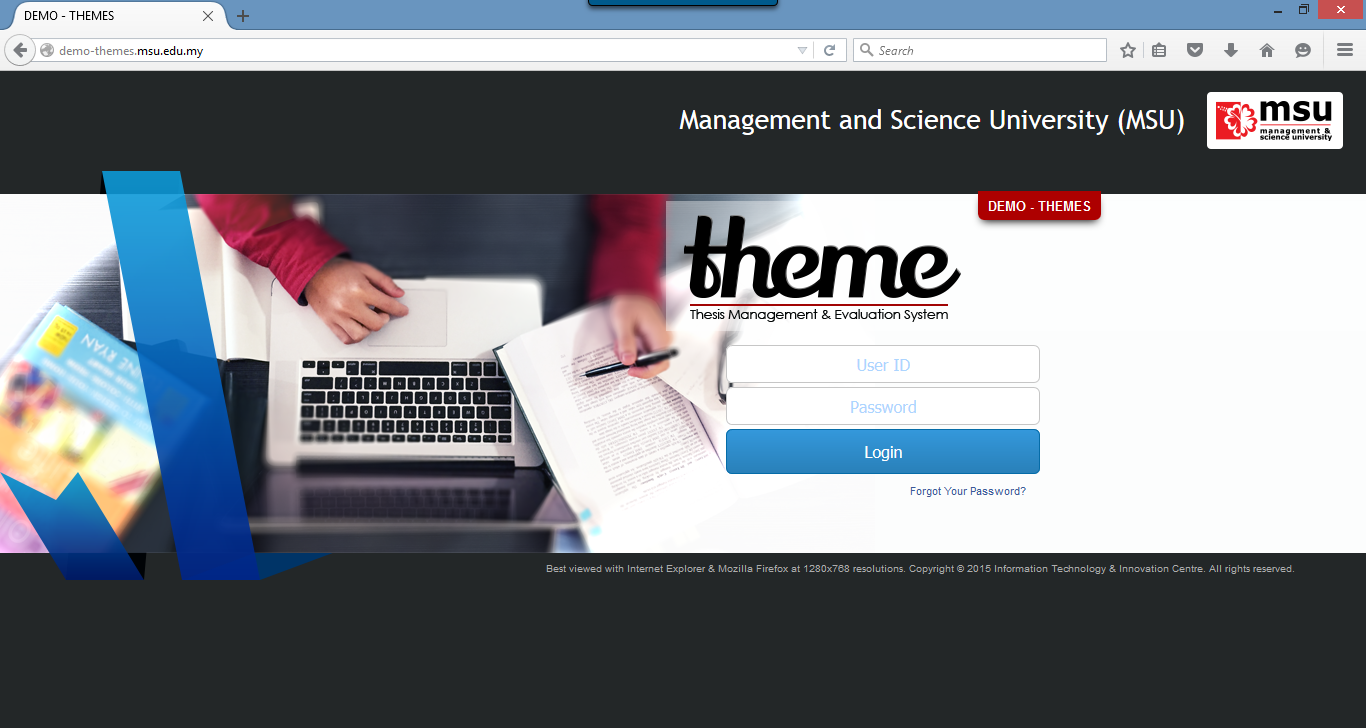 DEMO - THEMES
demo-themes.msu.edu.my
Search
Management and Science University (MSU)
msu
management &
science university
DEMO - THEMES
theme
Thesis Management & Evaluation System
User ID
Password
Login
Forgot Your Password?
Best viewed with Internet Explorer & Mozilla Firefox at 1280x768 resolutions. Copyright © 2015 Information Technology & Innovation Centre. All rights reserved.